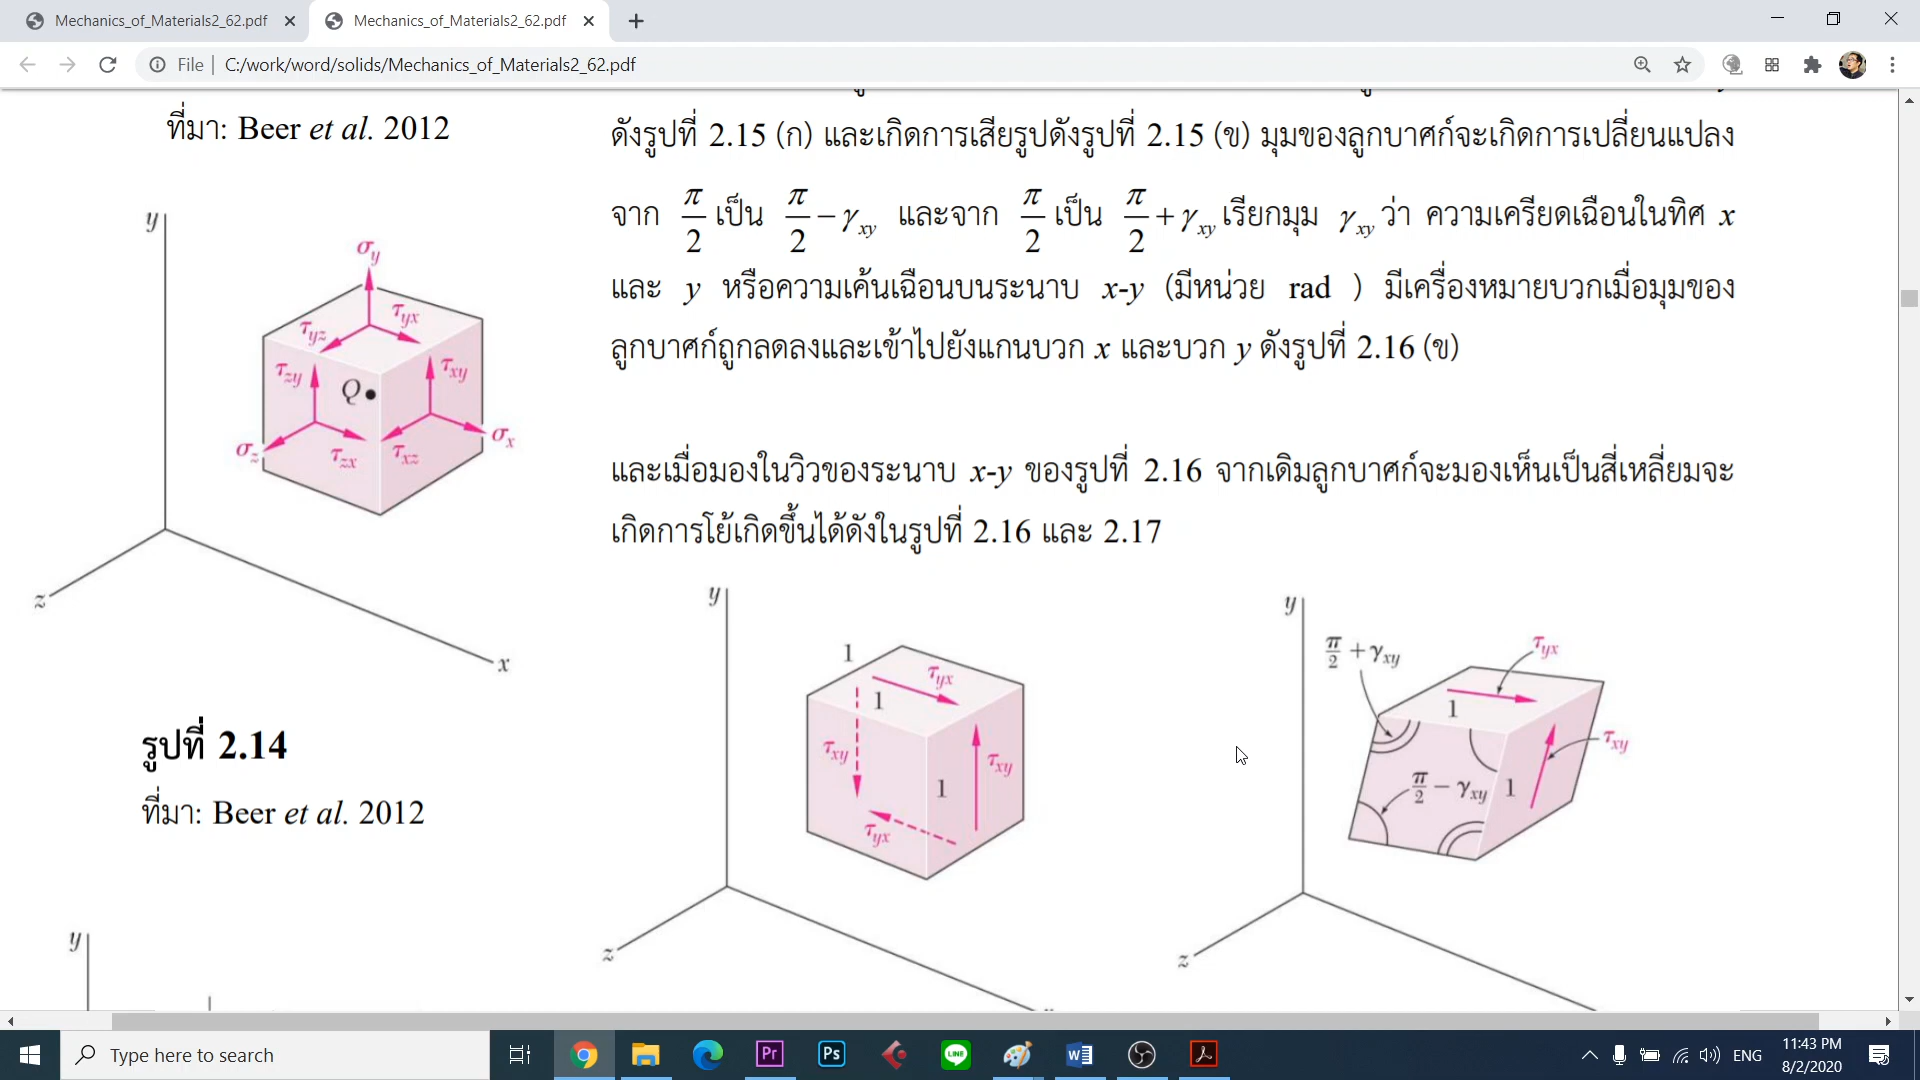 Mechanics_of_Materials2_62.pdf
Mechanics_of_Materials2_62.pdf
File | C:/work/word/solids/Mechanics_of_Materials2_62.pdf
ที่มา: Beer et al. 2012
ดังรูปที่ 2.15 (ก) และเกิดการเสียรูปดังรูปที่ 2.15 (ข) มุมของลูกบาศก์จะเกิดการเปลี่ยนแปลง
จาก π/2 เป็น π/2 − γxy และจาก π/2 เป็น π/2 + γxy เรียกมุม γxy ว่า ความเครียดเฉือนในทิศ x
และ y หรือความเค้นเฉือนบนระนาบ x-y (มีหน่วย rad ) มีเครื่องหมายบวกเมื่อมุมของ
ลูกบาศก์ถูกลดลงและเข้าไปยังแกนบวก x และบวก y ดังรูปที่ 2.16 (ข)
และเมื่อมองในวิวของระนาบ x-y ของรูปที่ 2.16 จากเดิมลูกบาศก์จะมองเห็นเป็นสี่เหลี่ยมจะ
เกิดการโย้เกิดขึ้นได้ดังในรูปที่ 2.16 และ 2.17
y
σy
τyx
τyz
τzy
Q
τxy
σz
τzx
τxz
σx
z
x
รูปที่ 2.14
ที่มา: Beer et al. 2012
y
y
1
τyx
1
τxy
τxy
1
τyx
z
y
π/2 + γxy
τyx
1
τxy
π/2 − γxy
1
z
Type here to search
ENG
11:43 PM
8/2/2020